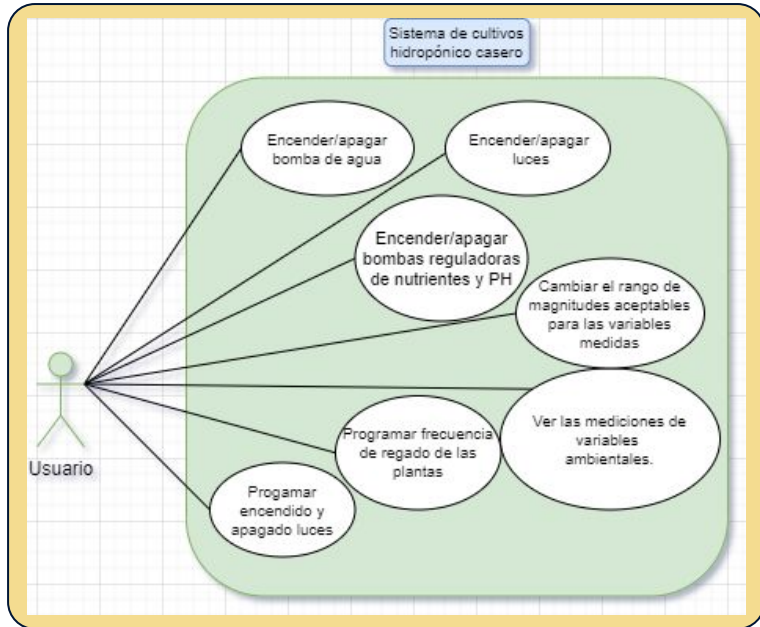 Sistema de cultivos
hidropónico casero
Encender/apagar
bomba de agua
Encender/apagar
luces
Encender/apagar
bombas reguladoras
de nutrientes y PH
Cambiar el rango de
magnitudes aceptables
para las variables
medidas
Ver las mediciones de
variables
ambientales.
Programar frecuencia
de regado de las
plantas
Progamar
encendido y
apagado luces
Usuario